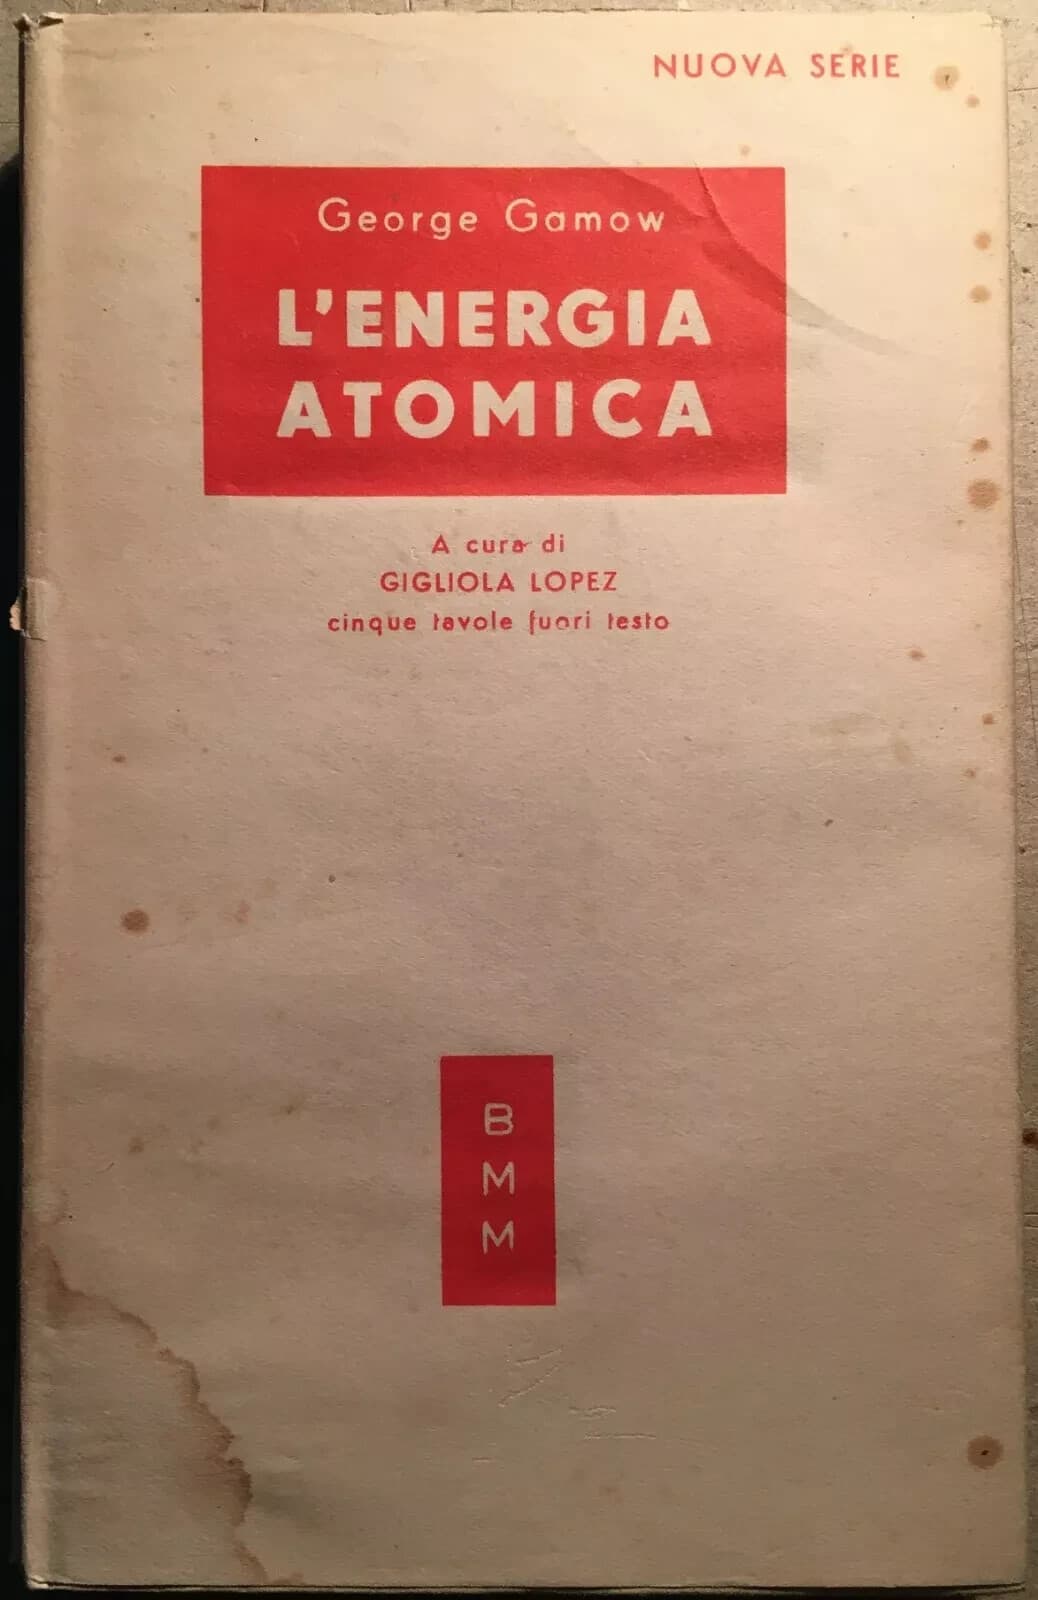 NUOVA SERIE
George Gamow
L'ENERGIA
ATOMICA
A cura di
GIGLIOLA LOPEZ
cinque tavole fuori testo
B
M
M